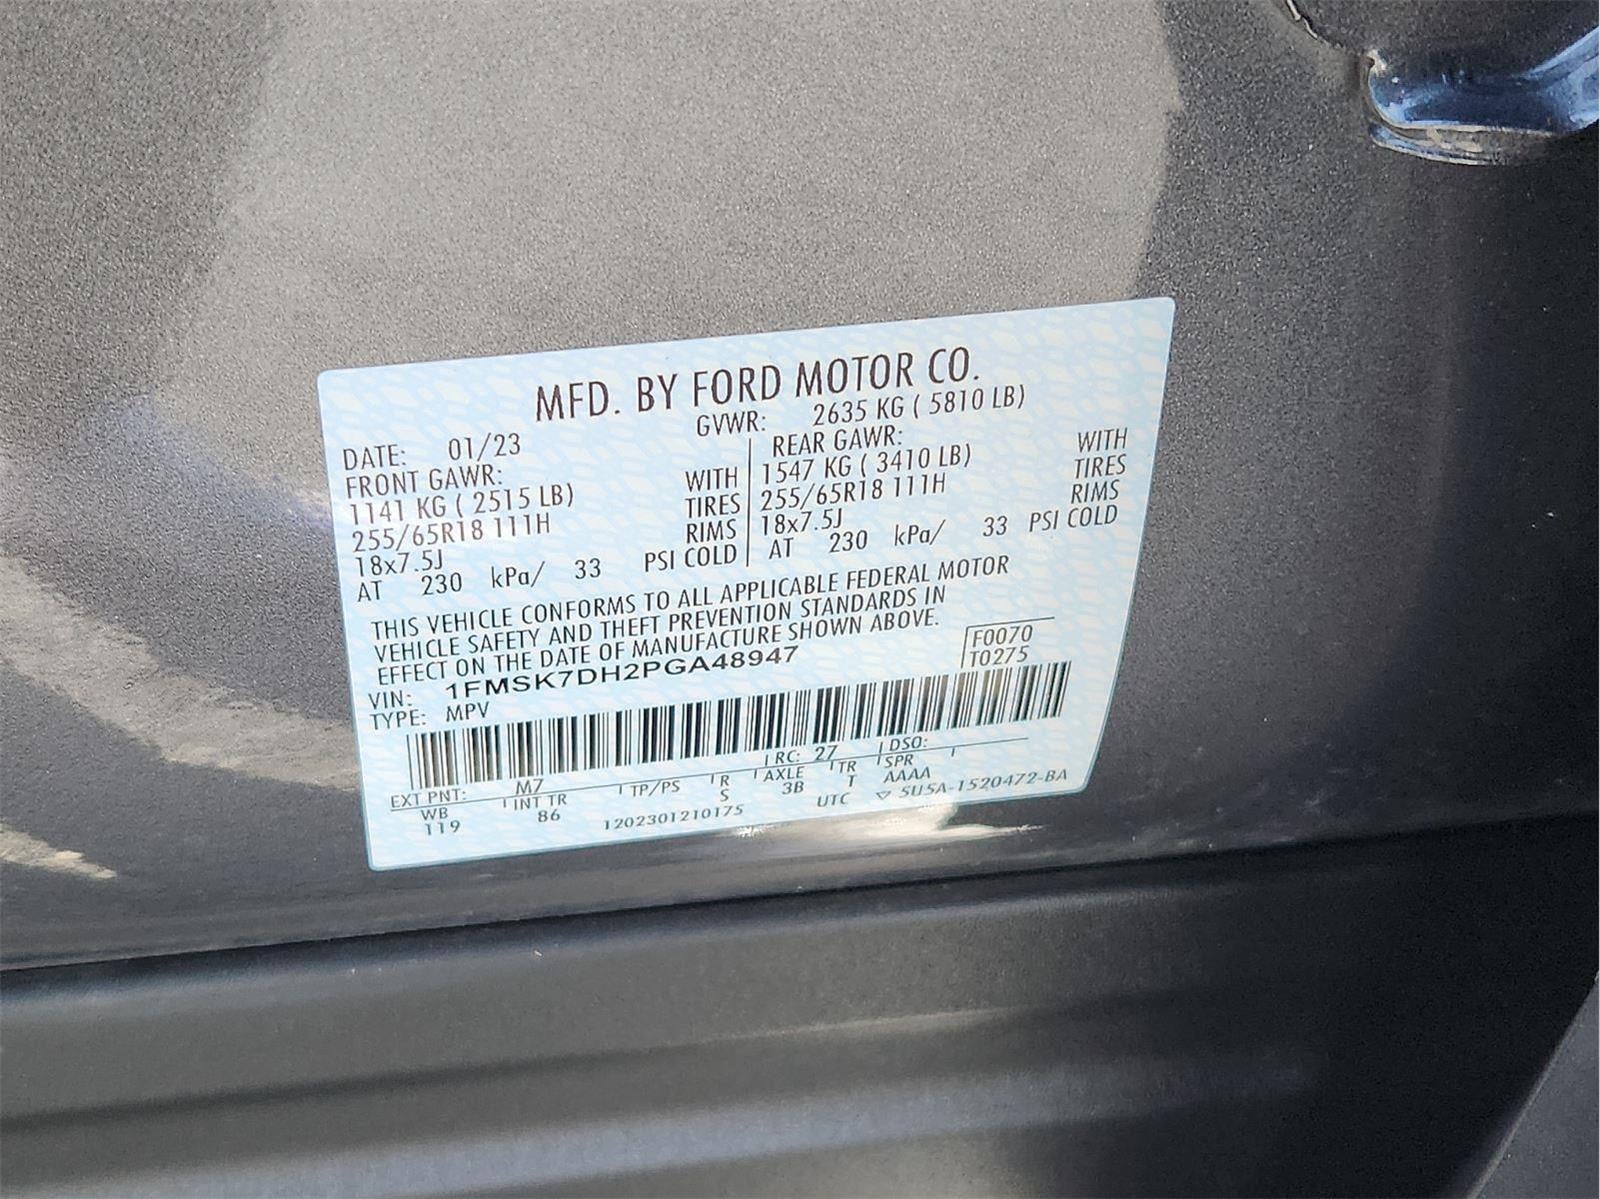 MFD. BY FORD MOTOR CO.
DATE: 01/23 GVWR: 2635 KG ( 5810 LB)
FRONT GAWR: WITH REAR GAWR: WITH
1141 KG ( 2515 LB) TIRES 1547 KG ( 3410 LB) TIRES
255/65R18 111H RIMS 255/65R18 111H RIMS
18x7.5J 18x7.5J
AT 230 kPa/ 33 PSI COLD AT 230 kPa/ 33 PSI COLD
THIS VEHICLE CONFORMS TO ALL APPLICABLE FEDERAL MOTOR
VEHICLE SAFETY AND THEFT PREVENTION STANDARDS IN
EFFECT ON THE DATE OF MANUFACTURE SHOWN ABOVE.
VIN: 1FMSK7DH2PGA48947 F0070
TYPE: MPV T0275
EXT PNT: M7 RC: 27 DSO:
WB INT TR TP/PS R AXLE TR SPR
119 86 S 3B T AAAA
1202301210175 UTC ▽ 5U5A-1520472-BA